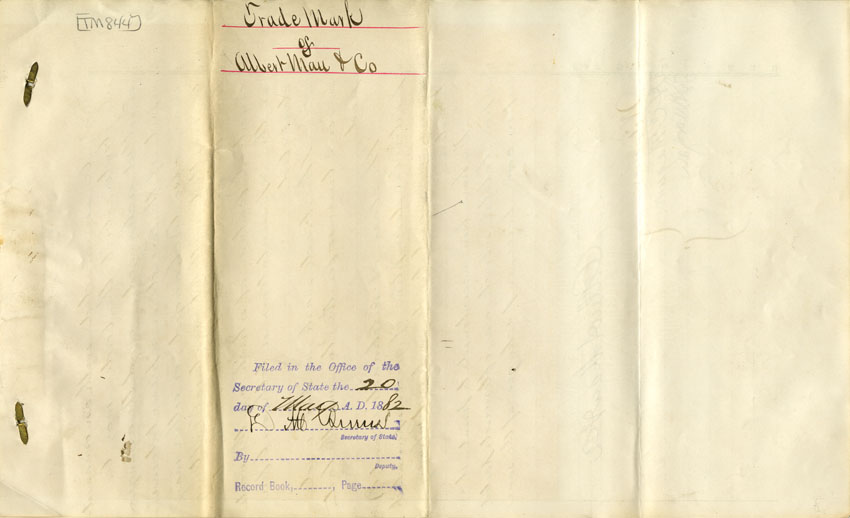 TM844
Trade Mark
of
Albert Mau & Co
Filed in the Office of the
Secretary of State the 20
day of May A. D. 1882
Secretary of State.
By
Deputy.
Record Book, Page